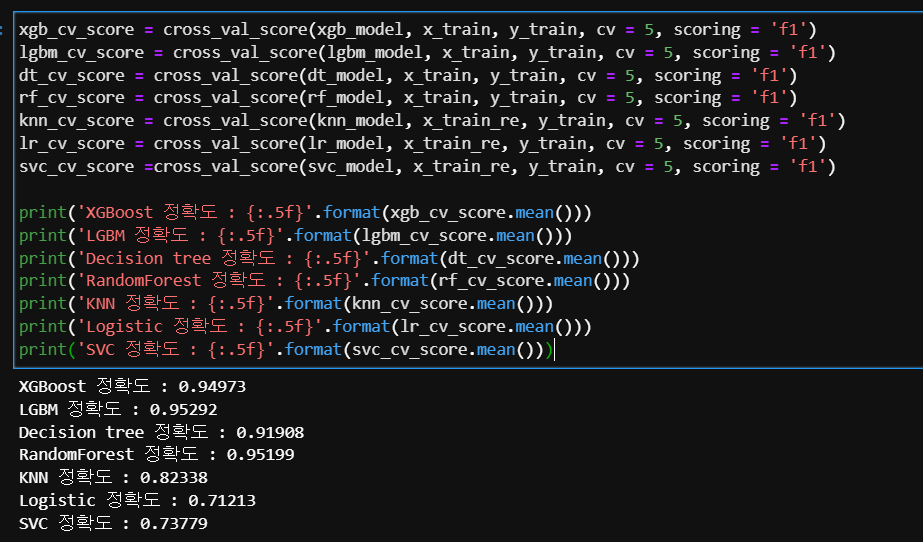 xgb_cv_score = cross_val_score(xgb_model, x_train, y_train, cv = 5, scoring = 'f1')
lgbm_cv_score = cross_val_score(lgbm_model, x_train, y_train, cv = 5, scoring = 'f1')
dt_cv_score = cross_val_score(dt_model, x_train, y_train, cv = 5, scoring = 'f1')
rf_cv_score = cross_val_score(rf_model, x_train, y_train, cv = 5, scoring = 'f1')
knn_cv_score = cross_val_score(knn_model, x_train_re, y_train, cv = 5, scoring = 'f1')
lr_cv_score = cross_val_score(lr_model, x_train_re, y_train, cv = 5, scoring = 'f1')
svc_cv_score =cross_val_score(svc_model, x_train_re, y_train, cv = 5, scoring = 'f1')
print('XGBoost 정확도 : {:.5f}'.format(xgb_cv_score.mean()))
print('LGBM 정확도 : {:.5f}'.format(lgbm_cv_score.mean()))
print('Decision tree 정확도 : {:.5f}'.format(dt_cv_score.mean()))
print('RandomForest 정확도 : {:.5f}'.format(rf_cv_score.mean()))
print('KNN 정확도 : {:.5f}'.format(knn_cv_score.mean()))
print('Logistic 정확도 : {:.5f}'.format(lr_cv_score.mean()))
print('SVC 정확도 : {:.5f}'.format(svc_cv_score.mean()))
XGBoost 정확도 : 0.94973
LGBM 정확도 : 0.95292
Decision tree 정확도 : 0.91908
RandomForest 정확도 : 0.95199
KNN 정확도 : 0.82338
Logistic 정확도 : 0.71213
SVC 정확도 : 0.73779